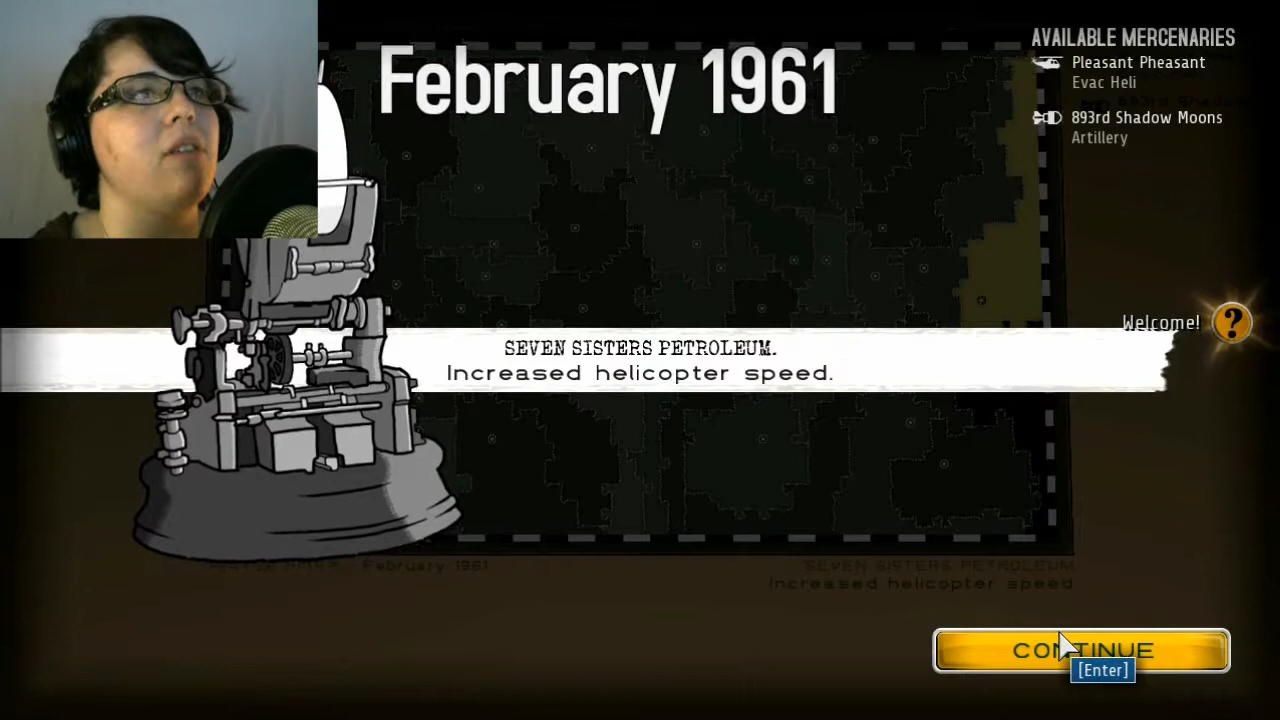 February 1961
AVAILABLE MERCENARIES
Pleasant Pheasant
Evac Heli
893rd Shadow Moons
Artillery
Welcome!
?
SEVEN SISTERS PETROLEUM.
Increased helicopter speed.
February 1961
SEVEN SISTERS PETROLEUM
Increased helicopter speed
CONTINUE
[Enter]